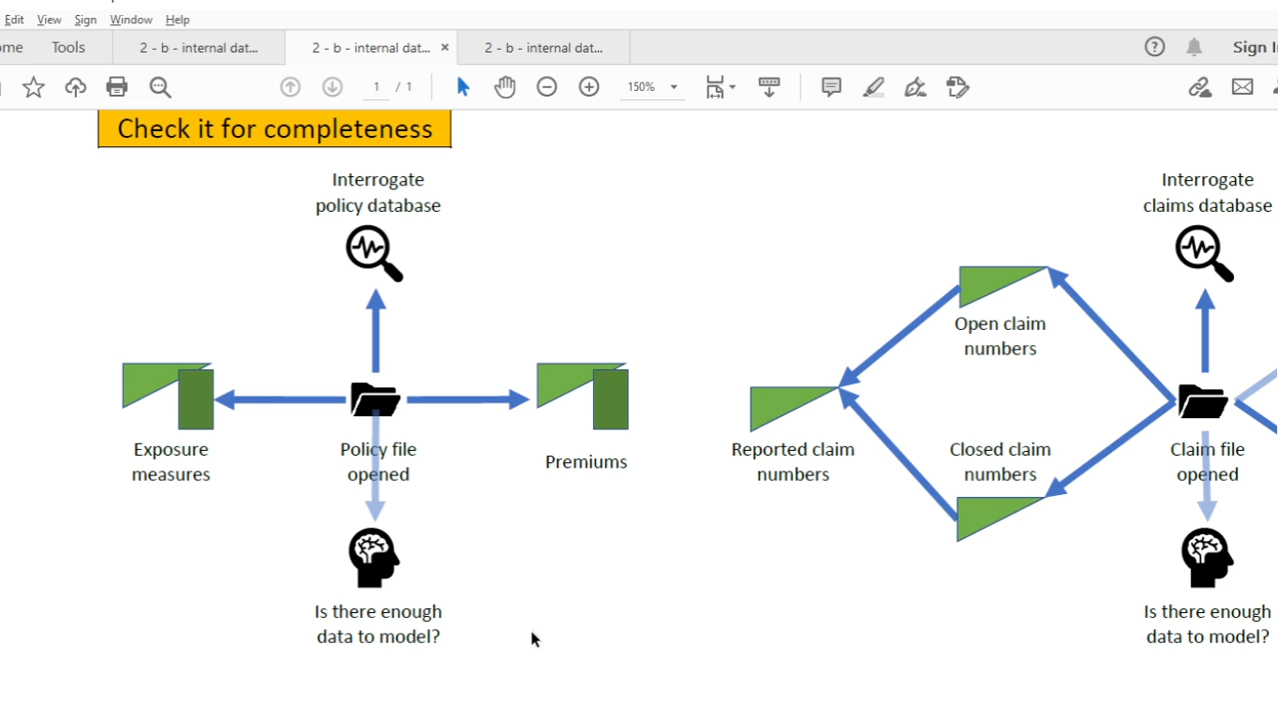 Edit View Sign Window Help
ome Tools 2 - b - internal dat... 2 - b - internal dat... × 2 - b - internal dat... Sign I
1 / 1 150%
Check it for completeness
Interrogate
policy database
Interrogate
claims database
Open claim
numbers
Exposure
measures
Policy file
opened
Premiums
Reported claim
numbers
Closed claim
numbers
Claim file
opened
Is there enough
data to model?
Is there enough
data to model?